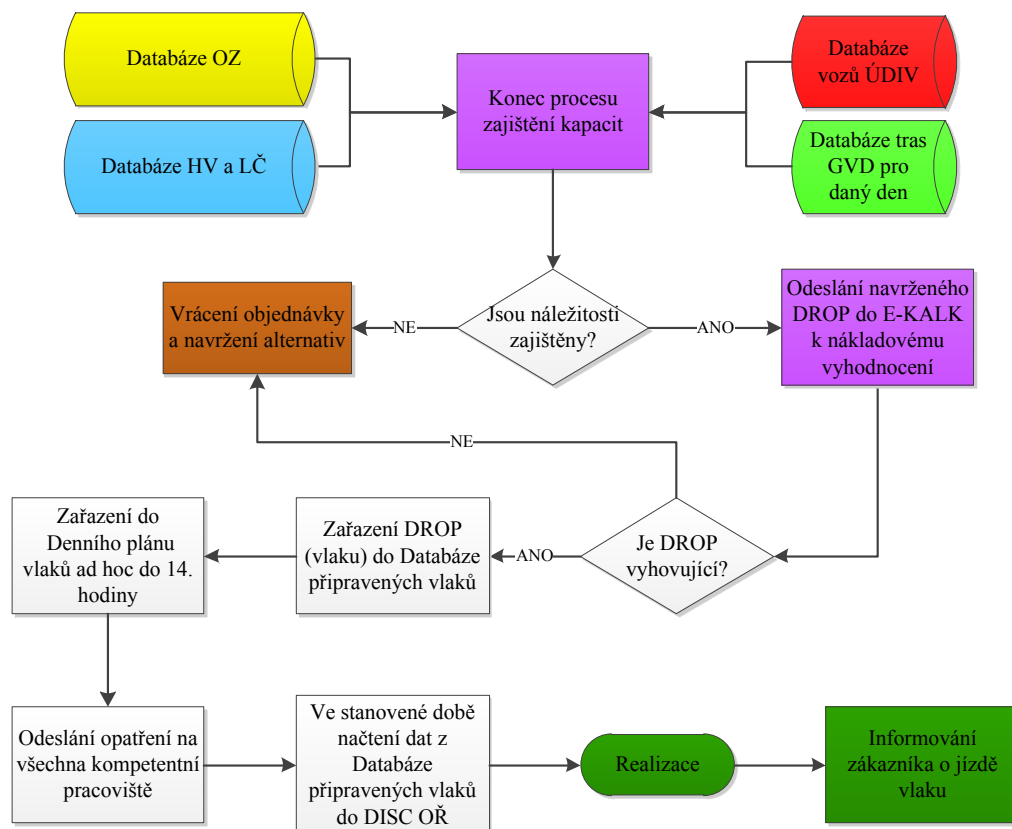 Databáze OZ
Databáze HV a LČ
Konec procesu
zajištění kapacit
Databáze
vozů ÚDIV
Databáze tras
GVD pro
daný den
Vrácení objednávky
a navržení alternativ
NE
Jsou náležitosti
zajištěny?
ANO
Odeslání navrženého
DROP do E-KALK
k nákladovému
vyhodnocení
NE
Zařazení do
Denního plánu
vlaků ad hoc do 14.
hodiny
Zařazení DROP
(vlaku) do Databáze
připravených vlaků
ANO
Je DROP
vyhovující?
Odeslání opatření na
všechna kompetentní
pracoviště
Ve stanovené době
načtení dat z
Databáze
připravených vlaků
do DISC OŘ
Realizace
Informování
zákazníka o jízdě
vlaku